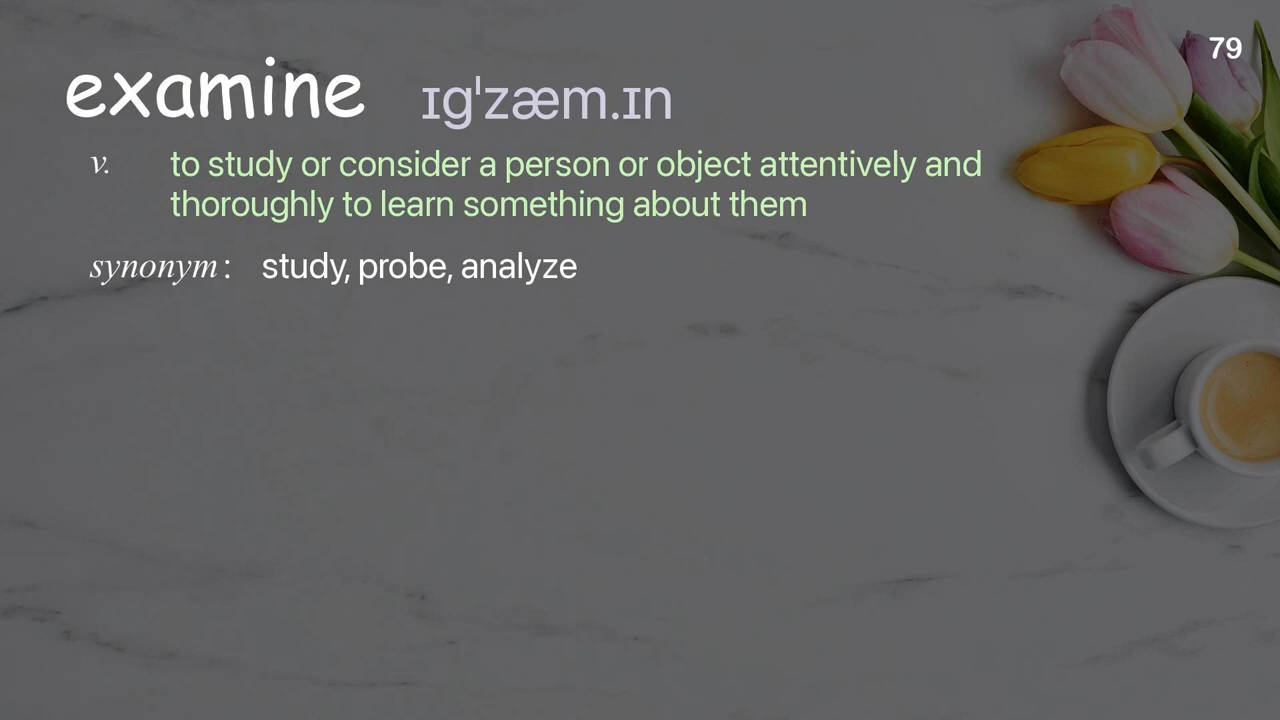 79
examine ɪgˈzæm.ɪn
v. to study or consider a person or object attentively and
thoroughly to learn something about them
synonym : study, probe, analyze